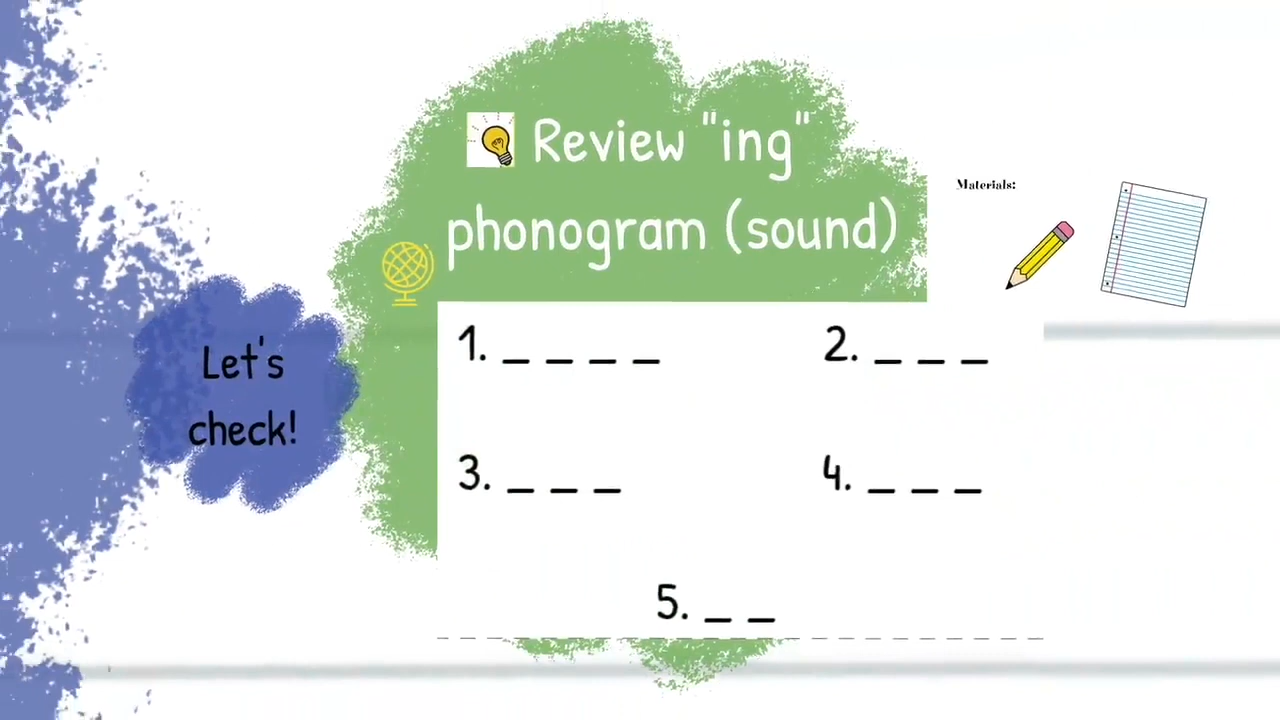 Review "ing"
phonogram (sound)
Materials:
Let's
check!
1. _ _ _ _
2. _ _ _
3. _ _ _
4. _ _ _
5. _ _